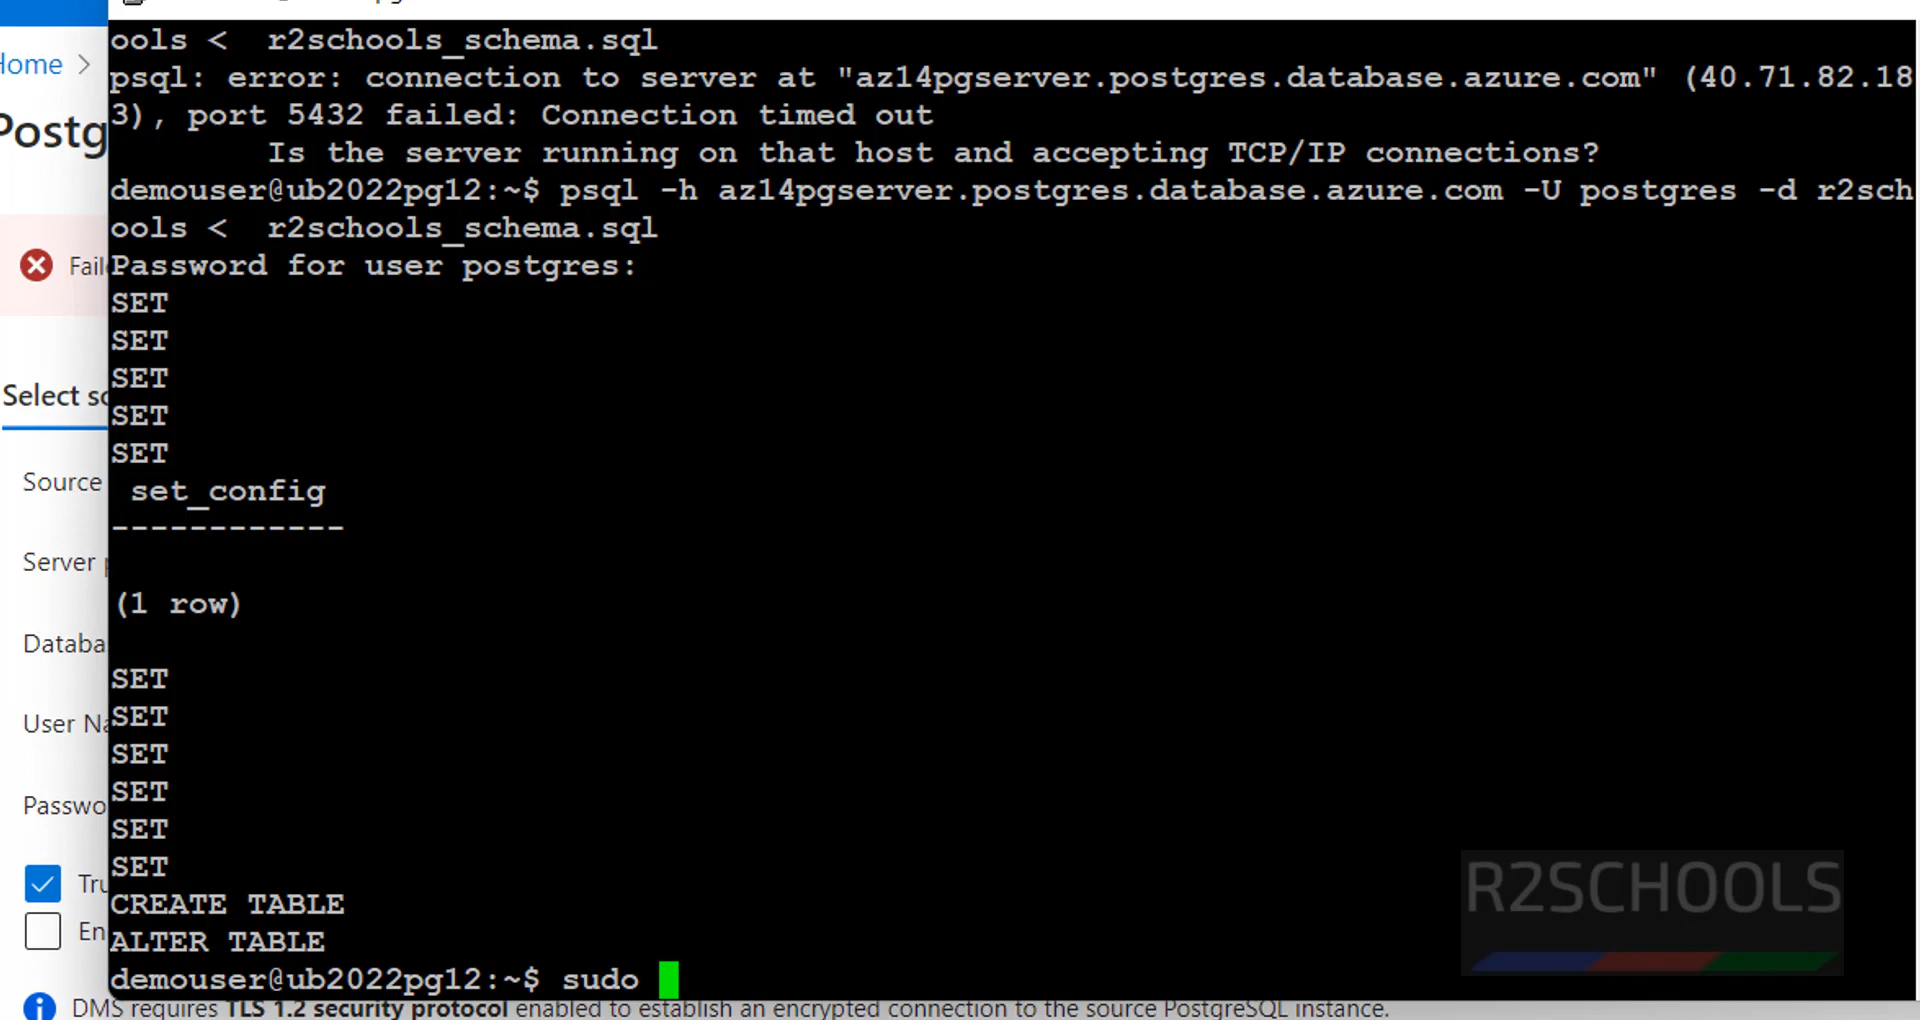 ools <  r2schools_schema.sql
Home >
psql: error: connection to server at "az14pgserver.postgres.database.azure.com" (40.71.82.18
3), port 5432 failed: Connection timed out
Postg
Is the server running on that host and accepting TCP/IP connections?
demouser@ub2022pg12:~$ psql -h az14pgserver.postgres.database.azure.com -U postgres -d r2sch
ools <  r2schools_schema.sql
Fail
Password for user postgres:
SET
SET
SET
Select so
SET
SET
Source
set_config
------------
Server p
(1 row)
Databa
SET
SET
User Na
SET
SET
Passwo
SET
SET
Tru
CREATE TABLE
En
ALTER TABLE
demouser@ub2022pg12:~$ sudo
DMS requires TLS 1.2 security protocol enabled to establish an encrypted connection to the source PostgreSQL instance.
R2SCHOOLS